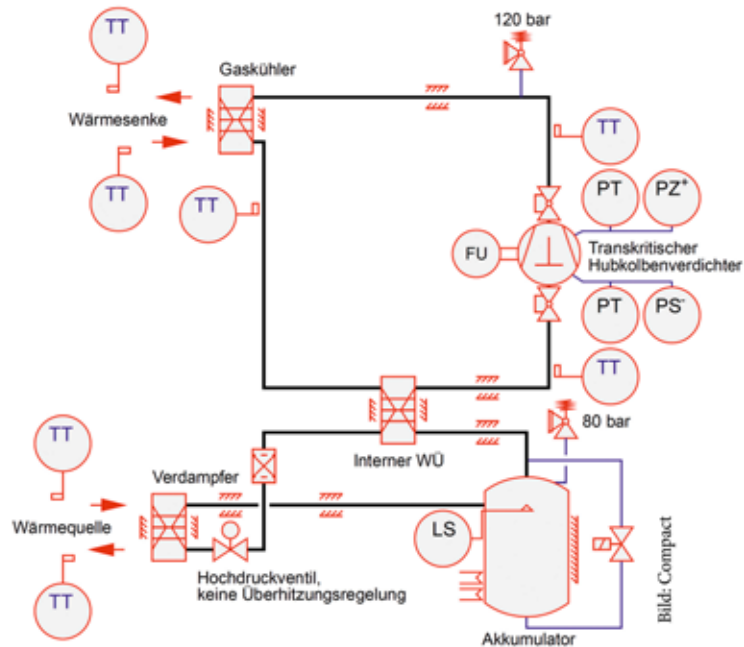 TT
120 bar
Gaskühler
Wärmesenke
TT
TT
TT
PT
PZ⁺
FU
Transkritischer
Hubkolbenverdichter
PT
PS⁻
TT
80 bar
Interner WÜ
TT
Verdampfer
Wärmequelle
LS
TT
Hochdruckventil,
keine Überhitzungsregelung
Akkumulator
Bild: Compact